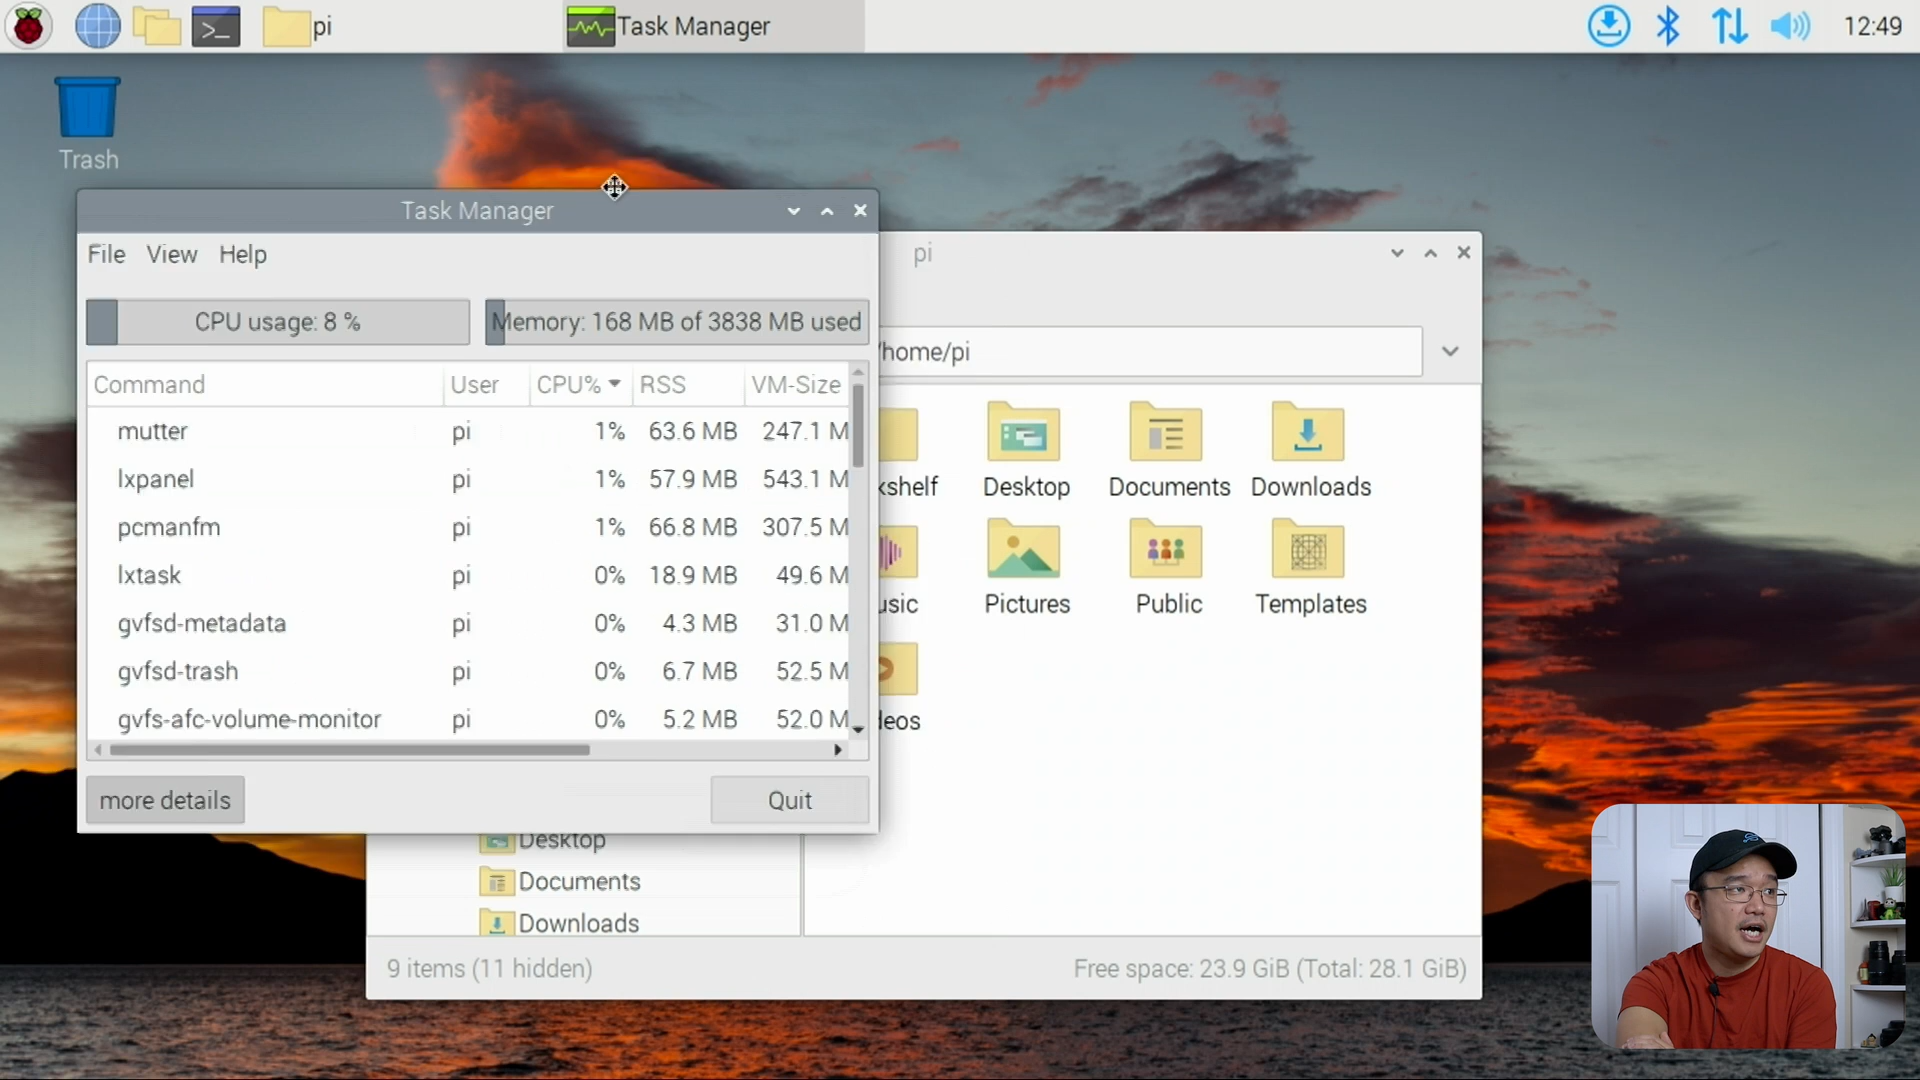 pi
Task Manager
12:49
Trash
Task Manager
File View Help
CPU usage: 8 %
Memory: 168 MB of 3838 MB used
Command User CPU% RSS VM-Size
mutter pi 1% 63.6 MB 247.1 M
lxpanel pi 1% 57.9 MB 543.1 M
pcmanfm pi 1% 66.8 MB 307.5 M
lxtask pi 0% 18.9 MB 49.6 M
gvfsd-metadata pi 0% 4.3 MB 31.0 M
gvfsd-trash pi 0% 6.7 MB 52.5 M
gvfs-afc-volume-monitor pi 0% 5.2 MB 52.0 M
more details
Quit
pi
/home/pi
kshelf Desktop Documents Downloads
usic Pictures Public Templates
deos
Desktop
Documents
Downloads
9 items (11 hidden)
Free space: 23.9 GiB (Total: 28.1 GiB)